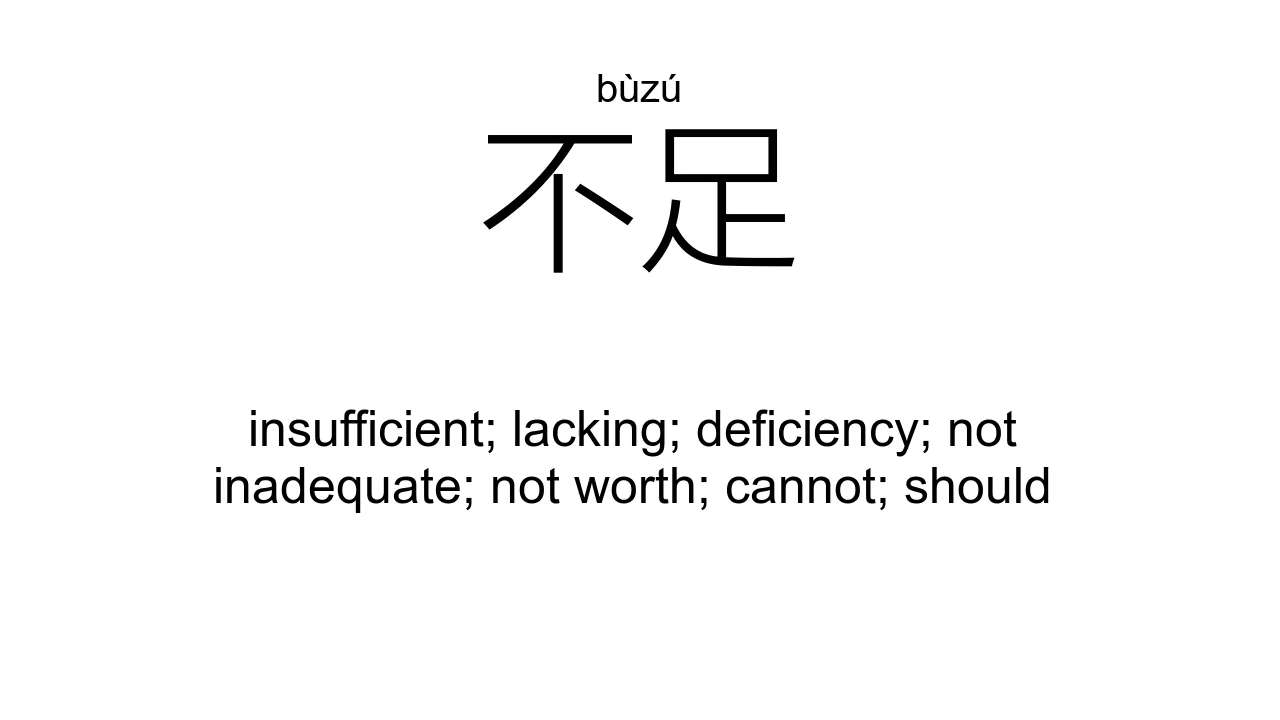 bùzú
不足
insufficient; lacking; deficiency; not
inadequate; not worth; cannot; should